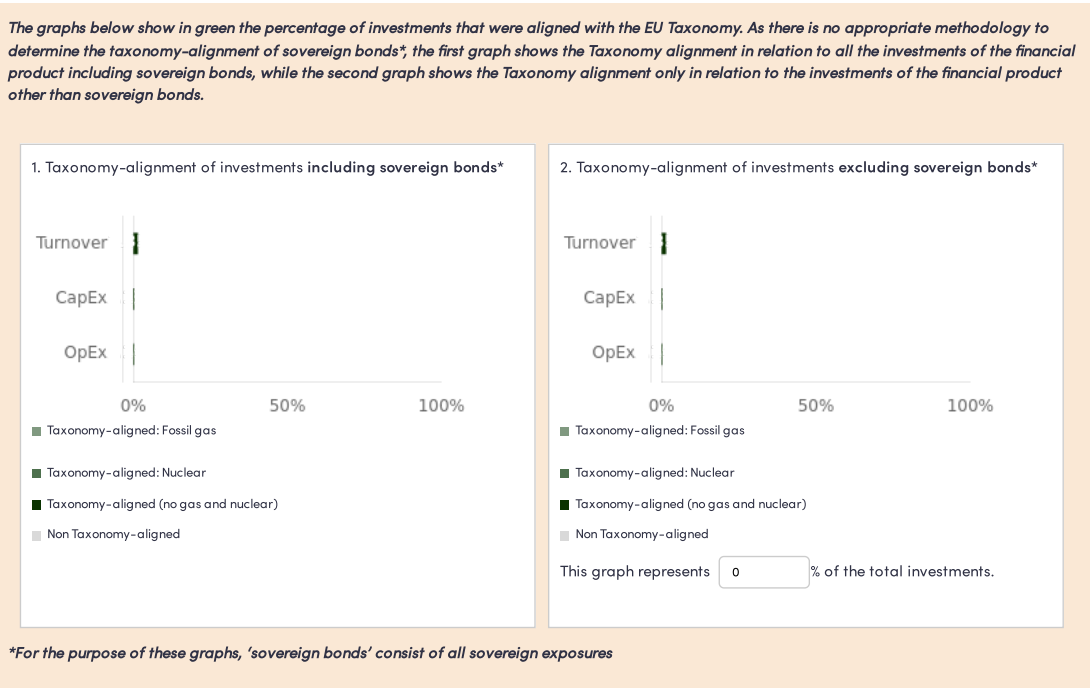 The graphs below show in green the percentage of investments that were aligned with the EU Taxonomy. As there is no appropriate methodology to
determine the taxonomy-alignment of sovereign bonds*, the first graph shows the Taxonomy alignment in relation to all the investments of the financial
product including sovereign bonds, while the second graph shows the Taxonomy alignment only in relation to the investments of the financial product
other than sovereign bonds.
1. Taxonomy-alignment of investments including sovereign bonds*
Turnover
CapEx
OpEx
0% 50% 100%
Taxonomy-aligned: Fossil gas
Taxonomy-aligned: Nuclear
Taxonomy-aligned (no gas and nuclear)
Non Taxonomy-aligned
2. Taxonomy-alignment of investments excluding sovereign bonds*
Turnover
CapEx
OpEx
0% 50% 100%
Taxonomy-aligned: Fossil gas
Taxonomy-aligned: Nuclear
Taxonomy-aligned (no gas and nuclear)
Non Taxonomy-aligned
This graph represents 0 % of the total investments.
*For the purpose of these graphs, ‘sovereign bonds’ consist of all sovereign exposures